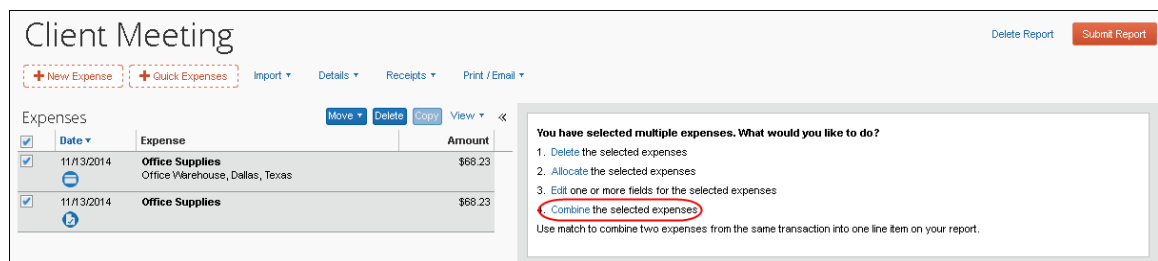 Client Meeting
Delete Report
Submit Report
New Expense
Quick Expenses
Import
Details
Receipts
Print / Email
Expenses
Move
Delete
Copy
View
Date
Expense
Amount
11/13/2014
Office Supplies
$68.23
Office Warehouse, Dallas, Texas
11/13/2014
Office Supplies
$68.23
You have selected multiple expenses. What would you like to do?
1. Delete the selected expenses
2. Allocate the selected expenses
3. Edit one or more fields for the selected expenses
4. Combine the selected expenses
Use match to combine two expenses from the same transaction into one line item on your report.